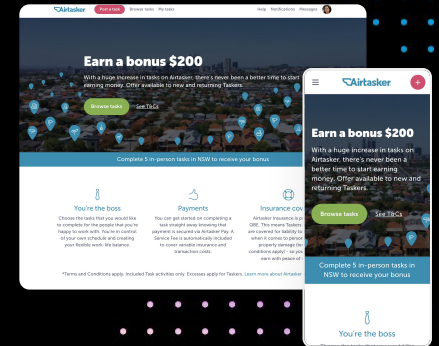 Airtasker Post a task Browse tasks My tasks Help Notifications Messages
Earn a bonus $200
With a huge increase in tasks on Airtasker, there's never been a better time to start
earning money. Offer available to new and returning Taskers.
Browse tasks See T&Cs
Complete 5 in-person tasks in NSW to receive your bonus
You're the boss
Choose the tasks that you would like
to complete for the people that you're
happy to work with. You're in control
of your own schedule and creating
your flexible work-life balance.
Payments
You can get started on completing a
task straight away knowing that
payment is secured via Airtasker Pay. A
Service Fee is automatically included
to cover variable insurance and
transaction costs.
Insurance cov
Airtasker Insurance is p
QBE. This means Taskers
are covered for liability to
when it comes to person
property damage (te
conditions apply) - so yo
earn with peace of
*Terms and Conditions apply. Included Task activities only. Excesses apply for Taskers. Learn more about Airtasker
Airtasker +
Earn a bonus $200
With a huge increase in tasks on
Airtasker, there's never been a
better time to start earning
money. Offer available to new and
returning Taskers.
Browse tasks See T&Cs
Complete 5 in-person tasks in
NSW to receive your bonus
You're the boss